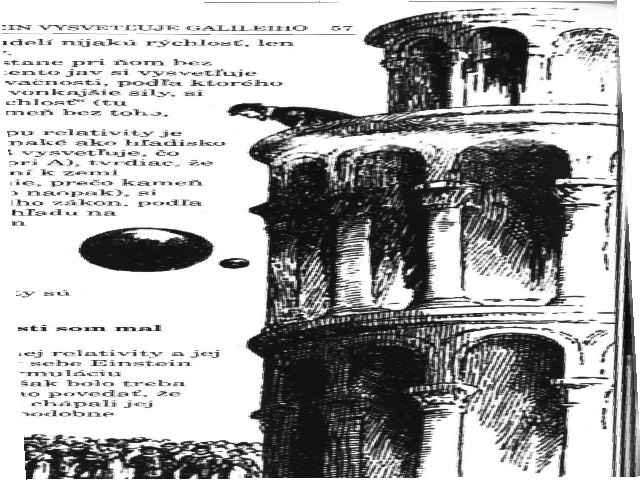 EIN VYSVETĽUJE GALILEIHO 57
udelí nijakú rýchlosť, len
stane pri ňom bez
tento jav si vysvetľuje
vačnosti, podľa ktorého
vonkajšie sily, si
chlosť“ (tu
meň bez toho,
pu relativity je
naké ako hľadisko
vysvetľuje, čo
pri A), tvrdiac, že
ní k zemi
ie, prečo kameň
naopak), si
ho zákon, podľa
hľadu na
n
y sú
sti som mal
ej relativity a jej
sebe Einstein
rmuláciu
šak bolo treba
to povedať, že
chápali jej
podobne